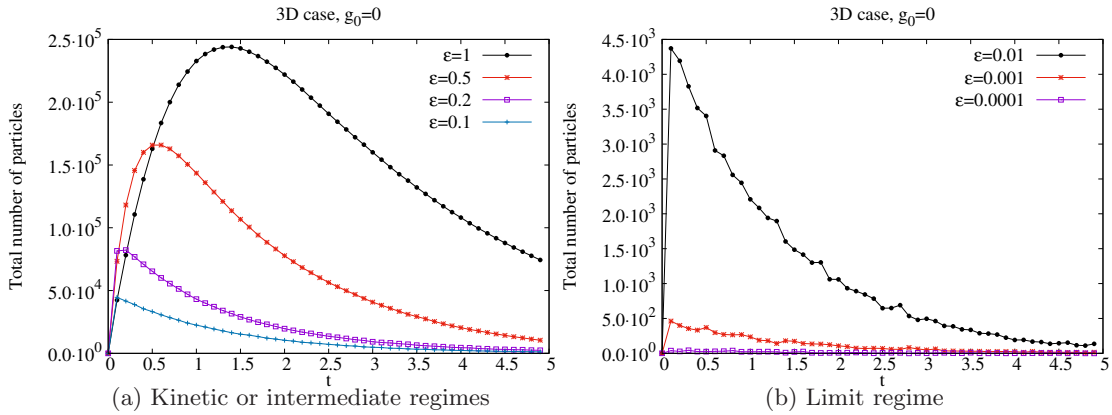 3D case, g₀=0
Total number of particles
2.5·10⁵
2.0·10⁵
1.5·10⁵
1.0·10⁵
5.0·10⁴
0.0·10⁰
ε=1
ε=0.5
ε=0.2
ε=0.1
0 0.5 1 1.5 2 2.5 3 3.5 4 4.5 5
t
(a) Kinetic or intermediate regimes
3D case, g₀=0
Total number of particles
4.5·10³
4.0·10³
3.5·10³
3.0·10³
2.5·10³
2.0·10³
1.5·10³
1.0·10³
5.0·10²
0.0·10⁰
ε=0.01
ε=0.001
ε=0.0001
0 0.5 1 1.5 2 2.5 3 3.5 4 4.5 5
t
(b) Limit regime